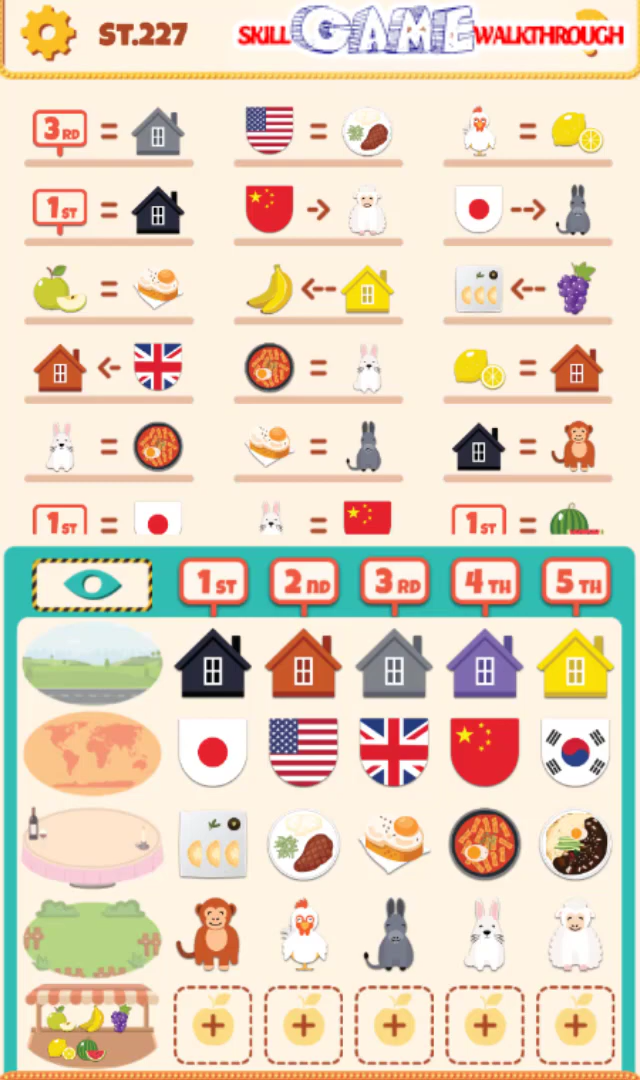 ST.227
SKILL GAME WALKTHROUGH
3RD
1ST
1ST
1ST
1ST 2ND 3RD 4TH 5TH